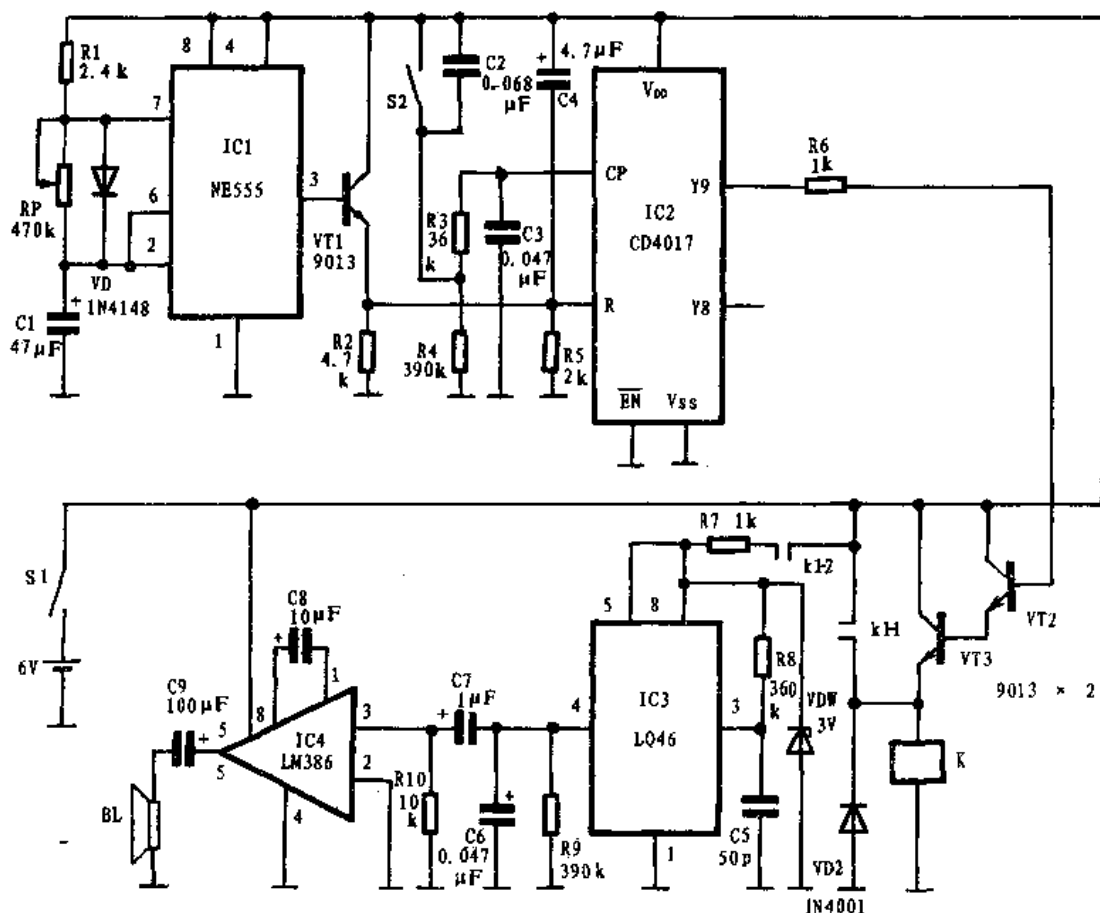 R1
2.4k
8
4
7
IC1
NE555
3
6
2
RP
470k
VD
1N4148
C1
47μF
+
1
VT1
9013
R2
4.7
k
S2
C2
0.068
μF
+
4.7μF
C4
R3
36
k
C3
0.047
μF
R4
390k
R5
2k
VDD
CP
IC2
CD4017
R
Y9
Y8
EN
Vss
R6
1k
S1
6V
C9
100μF
+
5
5
BL
C8
10μF
+
8
1
IC4
LM386
3
2
4
C7
1μF
+
R10
10
k
C6
0.047
μF
+
R9
390k
R7 1k
k1-2
5
8
IC3
LQ46
4
3
1
R8
360
k
C5
50p
VDW
3V
kH
VT2
VT3
9013 × 2
K
VD2
1N4001